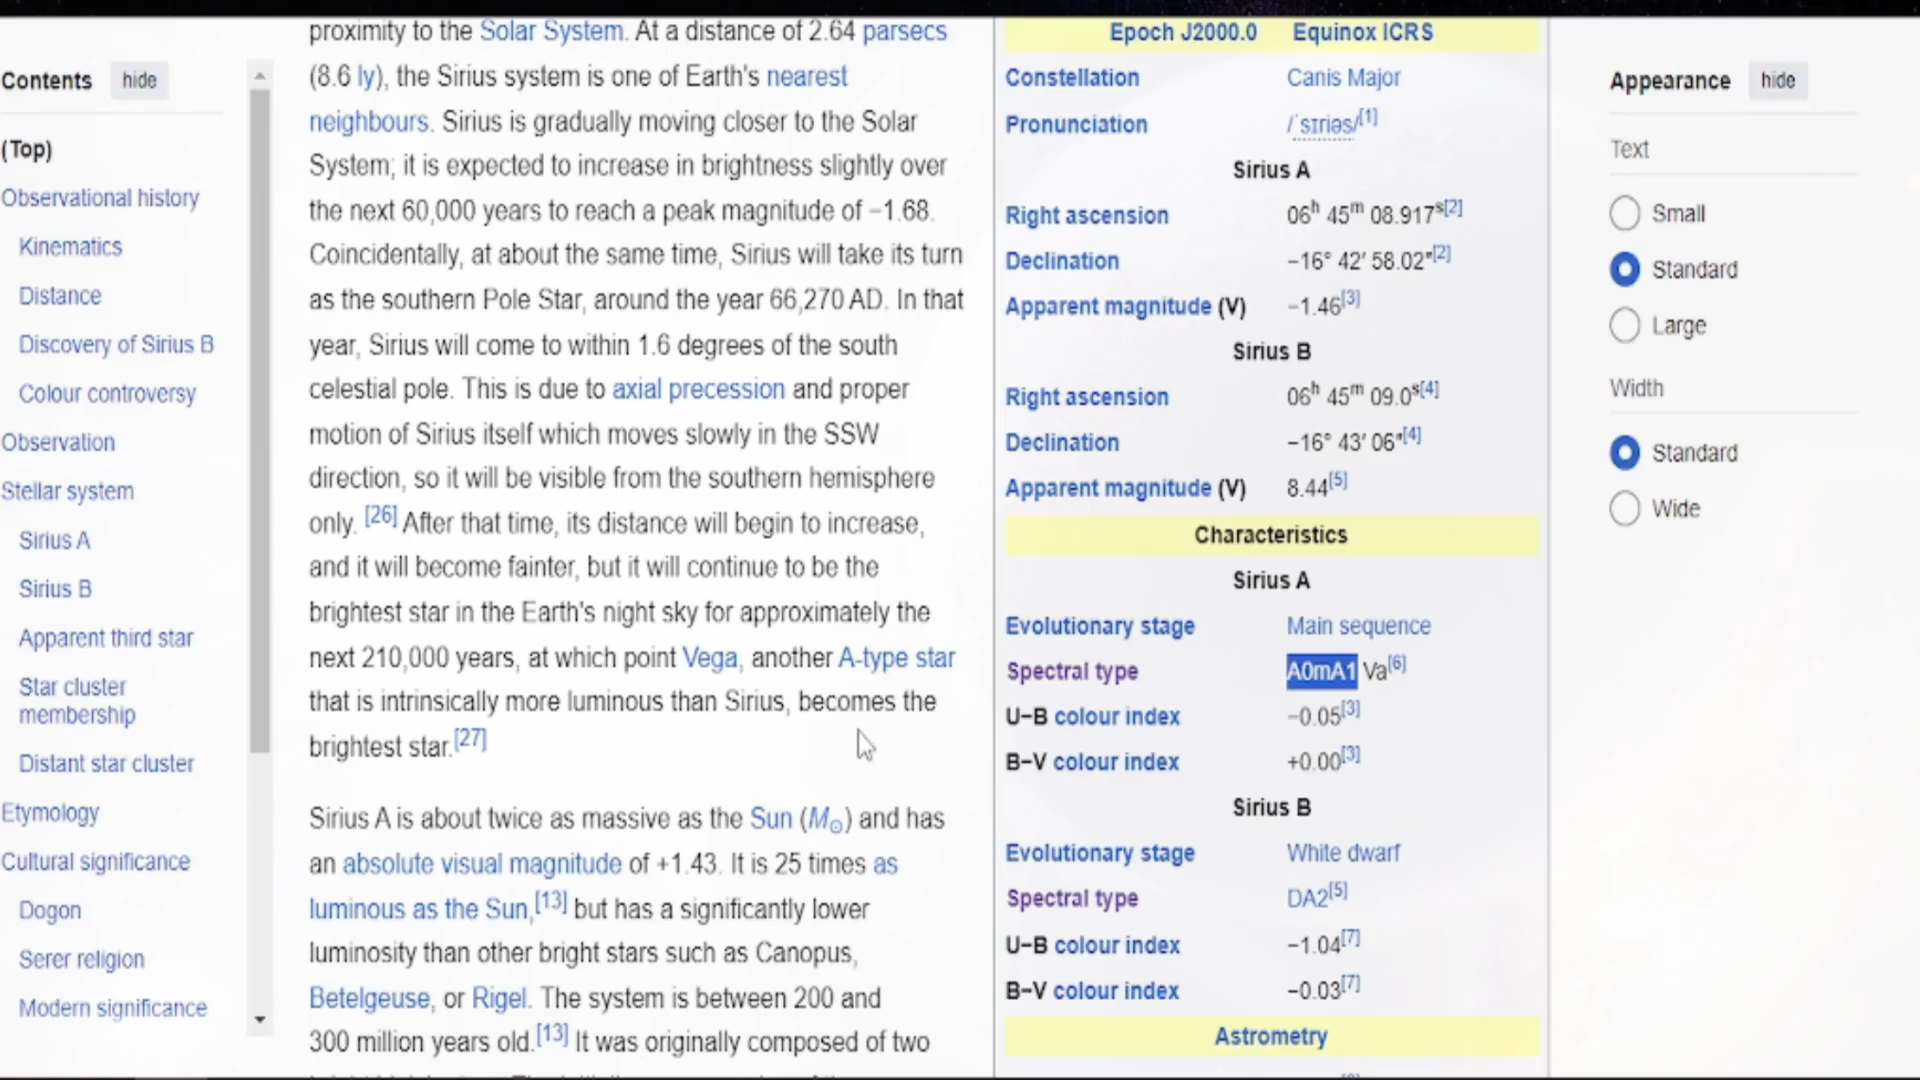 Contents hide
(Top)
Observational history
Kinematics
Distance
Discovery of Sirius B
Colour controversy
Observation
Stellar system
Sirius A
Sirius B
Apparent third star
Star cluster
membership
Distant star cluster
Etymology
Cultural significance
Dogon
Serer religion
Modern significance
proximity to the Solar System. At a distance of 2.64 parsecs
(8.6 ly), the Sirius system is one of Earth's nearest
neighbours. Sirius is gradually moving closer to the Solar
System; it is expected to increase in brightness slightly over
the next 60,000 years to reach a peak magnitude of −1.68.
Coincidentally, at about the same time, Sirius will take its turn
as the southern Pole Star, around the year 66,270 AD. In that
year, Sirius will come to within 1.6 degrees of the south
celestial pole. This is due to axial precession and proper
motion of Sirius itself which moves slowly in the SSW
direction, so it will be visible from the southern hemisphere
only. [26] After that time, its distance will begin to increase,
and it will become fainter, but it will continue to be the
brightest star in the Earth's night sky for approximately the
next 210,000 years, at which point Vega, another A-type star
that is intrinsically more luminous than Sirius, becomes the
brightest star.[27]
Sirius A is about twice as massive as the Sun (M☉) and has
an absolute visual magnitude of +1.43. It is 25 times as
luminous as the Sun,[13] but has a significantly lower
luminosity than other bright stars such as Canopus,
Betelgeuse, or Rigel. The system is between 200 and
300 million years old.[13] It was originally composed of two
Epoch J2000.0 Equinox ICRS
Constellation Canis Major
Pronunciation /ˈsɪriəs/[1]
Sirius A
Right ascension 06h 45m 08.917s[2]
Declination −16° 42′ 58.02″[2]
Apparent magnitude (V) −1.46[3]
Sirius B
Right ascension 06h 45m 09.0s[4]
Declination −16° 43′ 06″[4]
Apparent magnitude (V) 8.44[5]
Characteristics
Sirius A
Evolutionary stage Main sequence
Spectral type A0mA1 Va[6]
U−B colour index −0.05[3]
B−V colour index +0.00[3]
Sirius B
Evolutionary stage White dwarf
Spectral type DA2[5]
U−B colour index −1.04[7]
B−V colour index −0.03[7]
Astrometry
Appearance hide
Text
Small
Standard
Large
Width
Standard
Wide